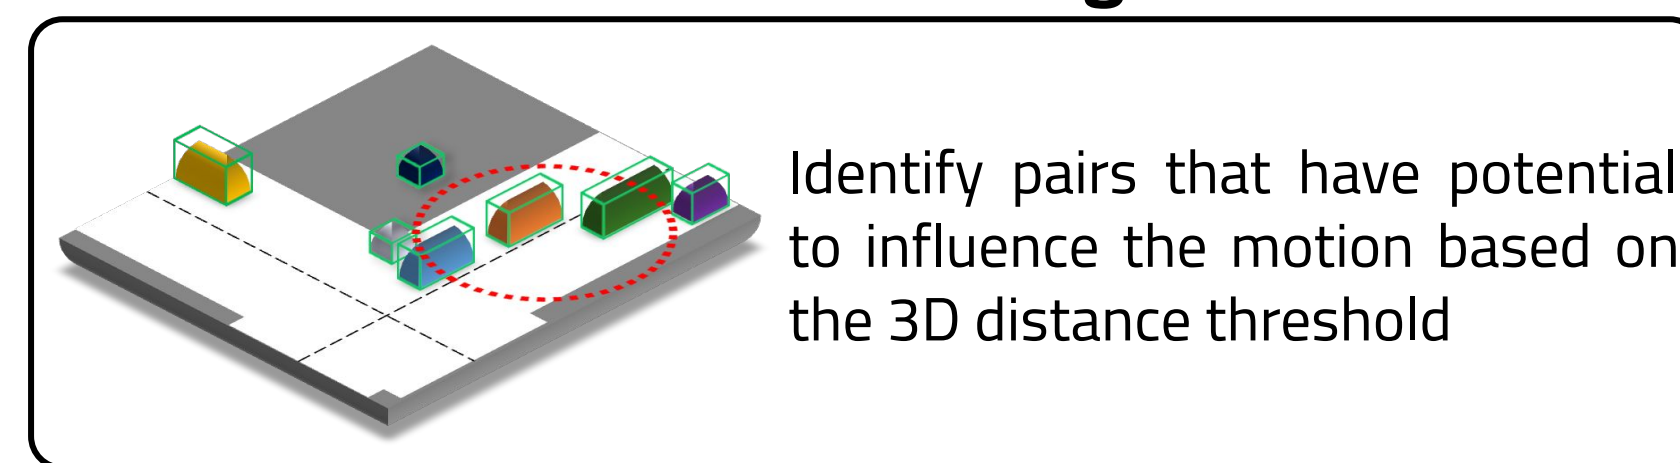 Identify pairs that have potential
to influence the motion based on
the 3D distance threshold